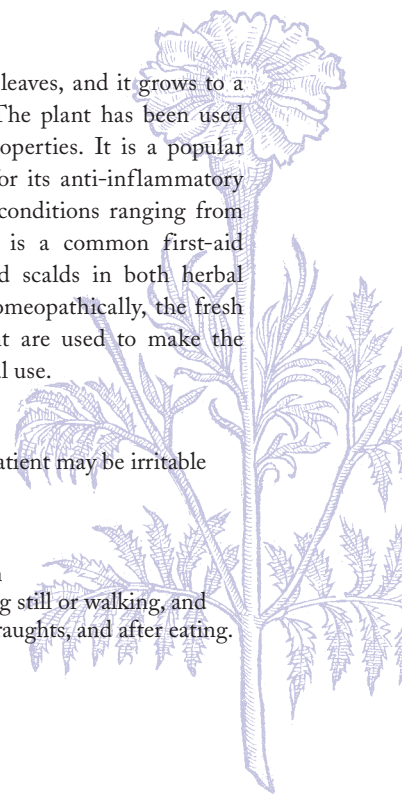 leaves, and it grows to a
The plant has been used
operties. It is a popular
or its anti-inflammatory
conditions ranging from
is a common first-aid
d scalds in both herbal
omeopathically, the fresh
t are used to make the
l use.
atient may be irritable
g still or walking, and
raughts, and after eating.